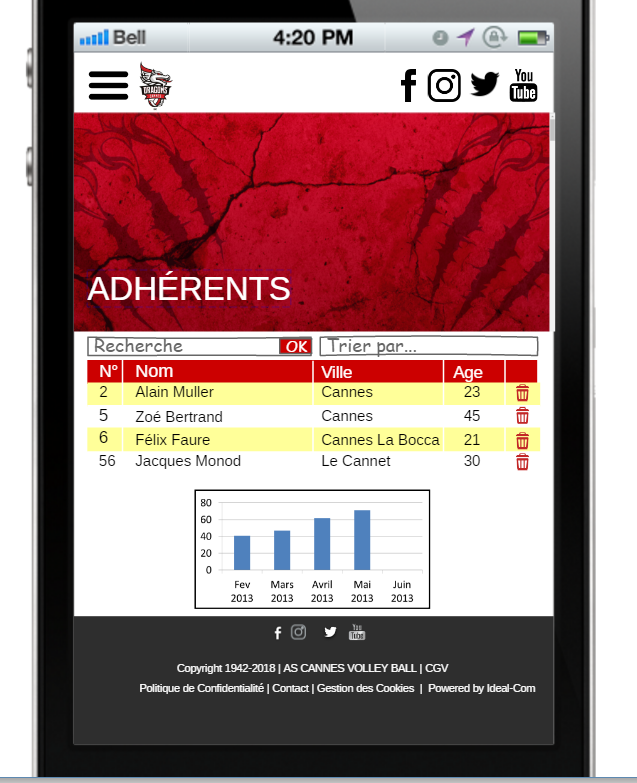 Bell 4:20 PM
DRAGONS
You
Tube
ADHÉRENTS
Recherche OK Trier par...
N° Nom Ville Age
2 Alain Muller Cannes 23
5 Zoé Bertrand Cannes 45
6 Félix Faure Cannes La Bocca 21
56 Jacques Monod Le Cannet 30
80
60
40
20
0
Fev Mars Avril Mai Juin
2013 2013 2013 2013 2013
You
Tube
Copyright 1942-2018 | AS CANNES VOLLEY BALL | CGV
Politique de Confidentialité | Contact | Gestion des Cookies | Powered by Ideal-Com